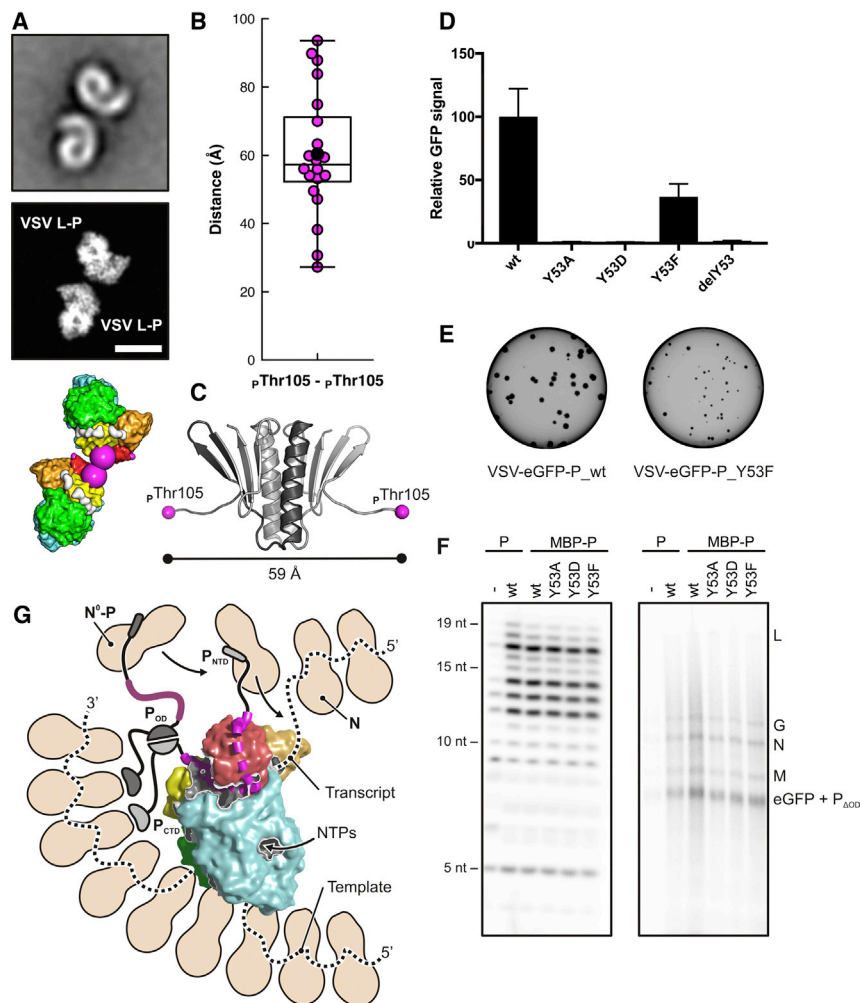 A
VSV L-P
VSV L-P
B
Distance (Å)
100
80
60
40
20
0
PThr105 - PThr105
C
PThr105
PThr105
59 Å
D
Relative GFP signal
150
100
50
0
wt
Y53A
Y53D
Y53F
delY53
E
VSV-eGFP-P_wt
VSV-eGFP-P_Y53F
F
P
MBP-P
-
wt
wt
Y53A
Y53D
Y53F
19 nt
15 nt
10 nt
5 nt
P
MBP-P
-
wt
wt
Y53A
Y53D
Y53F
L
G
N
M
eGFP + PΔOD
G
N⁰-P
PNTD
5'
3'
POD
N
Transcript
PCTD
NTPs
Template
5'